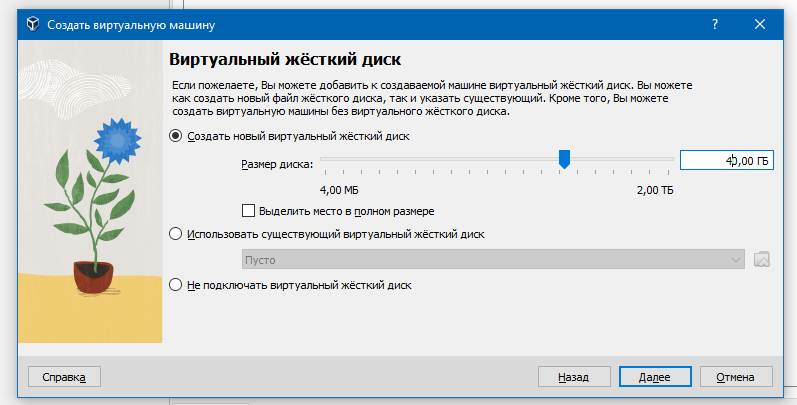 Создать виртуальную машину
Виртуальный жёсткий диск
Если пожелаете, Вы можете добавить к создаваемой машине виртуальный жёсткий диск. Вы можете
как создать новый файл жёсткого диска, так и указать существующий. Кроме того, Вы можете
создать виртуальную машины без виртуального жёсткого диска.
Создать новый виртуальный жёсткий диск
Размер диска:
40,00 ГБ
4,00 МБ
2,00 ТБ
Выделить место в полном размере
Использовать существующий виртуальный жёсткий диск
Пусто
Не подключать виртуальный жёсткий диск
Справка
Назад
Далее
Отмена